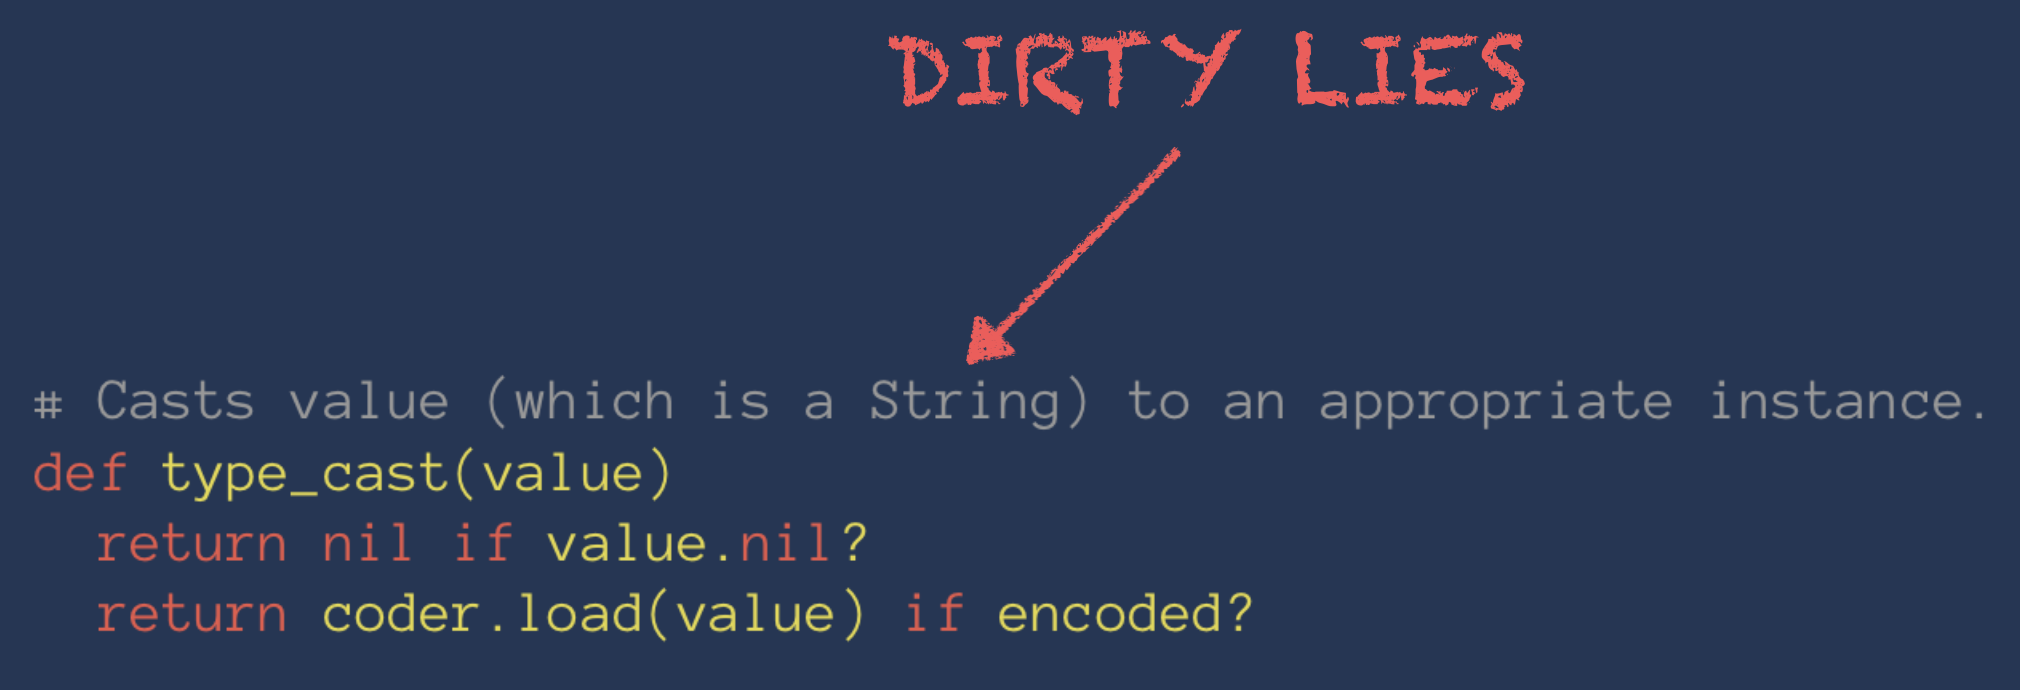 DIRTY LIES
# Casts value (which is a String) to an appropriate instance.
def type_cast(value)
  return nil if value.nil?
  return coder.load(value) if encoded?